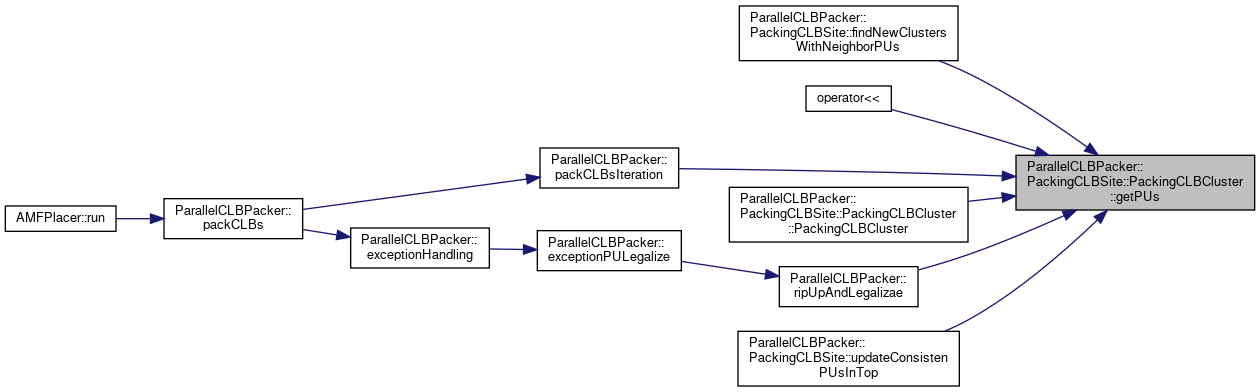 ParallelCLBPacker::
PackingCLBSite::findNewClusters
WithNeighborPUs
operator<<
ParallelCLBPacker::
packCLBsIteration
ParallelCLBPacker::
PackingCLBSite::PackingCLBCluster
::getPUs
ParallelCLBPacker::
PackingCLBSite::PackingCLBCluster
::PackingCLBCluster
AMFPlacer::run
ParallelCLBPacker::
packCLBs
ParallelCLBPacker::
exceptionHandling
ParallelCLBPacker::
exceptionPULegalize
ParallelCLBPacker::
ripUpAndLegalizae
ParallelCLBPacker::
PackingCLBSite::updateConsisten
PUsInTop